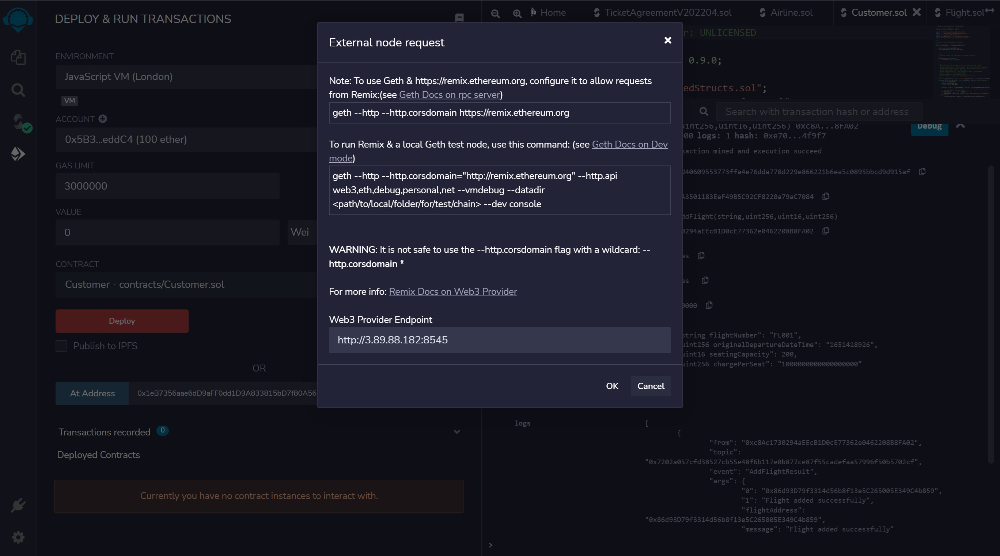 DEPLOY & RUN TRANSACTIONS
ENVIRONMENT
JavaScript VM (London)
VM
ACCOUNT
0x5B3...eddC4 (100 ether)
GAS LIMIT
3000000
VALUE
0
Wei
CONTRACT
Customer - contracts/Customer.sol
Deploy
Publish to IPFS
OR
At Address
0x1eB7356aae6dD9aFF0dd1D9A833815bD7f80A56
Transactions recorded 0
Deployed Contracts
Currently you have no contract instances to interact with.
External node request
Note: To use Geth & https://remix.ethereum.org, configure it to allow requests
from Remix:(see Geth Docs on rpc server)
geth --http --http.corsdomain https://remix.ethereum.org
To run Remix & a local Geth test node, use this command: (see Geth Docs on Dev
mode)
geth --http --http.corsdomain="http://remix.ethereum.org" --http.api
web3,eth,debug,personal,net --vmdebug --datadir
<path/to/local/folder/for/test/chain> --dev console
WARNING: It is not safe to use the --http.corsdomain flag with a wildcard: --
http.corsdomain *
For more info: Remix Docs on Web3 Provider
Web3 Provider Endpoint
http://3.89.88.182:8545
OK
Cancel
Home
TicketAgreementV202204.sol
Airline.sol
Customer.sol
Flight.sol
r: UNLICENSED
0.9.0;
edStructs.sol";
Search with transaction hash or address
uint256,uint16,uint256) 0xc8A...8FA02
Debug
000 logs: 1 hash: 0xe70...4f9f7
saction mined and execution succeed
d40609553773ffa4e76dda778d229e866221b6ea5c0895bbcd9d915af
A3501183EeF49B5C92CF8220a79aC7084
ddFlight(string,uint256,uint16,uint256)
0294aEEcB1D0cE77362e0462208B8FA02
as
as
0000
string flightNumber": "FL001",
uint256 originalDepartureDateTime": "1651418926",
uint16 seatingCapacity": 200,
uint256 chargePerSeat": "1000000000000000000"
logs
[
{
"from": "0xc8Ac1730294aEEcB1D0cE77362e0462208B8FA02",
"topic":
"0x7202a057cfd38527cb55e48f6b117e0b877ce87f55cadefaa57996f50b5702cf",
"event": "AddFlightResult",
"args": {
"0": "0x86d93D79f3314d56b8f13e5C265005E349C4b859",
"1": "Flight added successfully",
"flightAddress":
"0x86d93D79f3314d56b8f13e5C265005E349C4b859",
"message": "Flight added successfully"
>